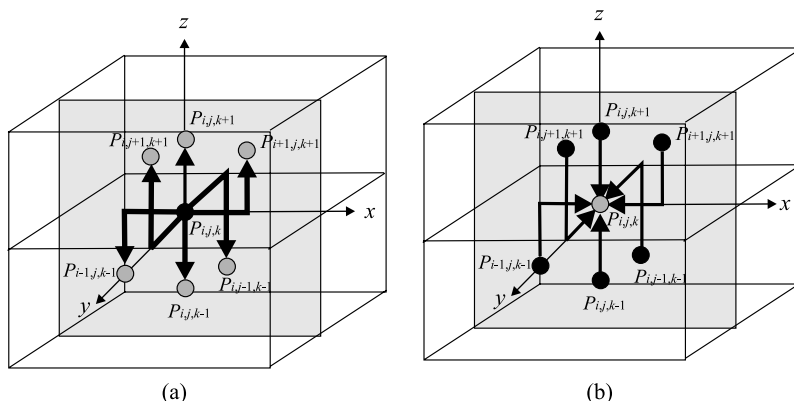 z
P_{i,j,k+1}
P_{i,j+1,k+1}
P_{i+1,j,k+1}
x
P_{i,j,k}
P_{i-1,j,k-1}
P_{i,j-1,k-1}
P_{i,j,k-1}
y
(a)
z
P_{i,j,k+1}
P_{i,j+1,k+1}
P_{i+1,j,k+1}
x
P_{i,j,k}
P_{i-1,j,k-1}
P_{i,j-1,k-1}
P_{i,j,k-1}
y
(b)